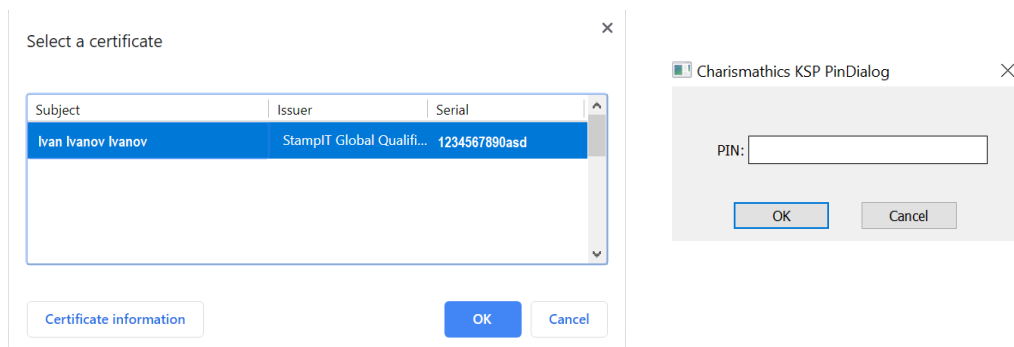 Select a certificate
Subject Issuer Serial
Ivan Ivanov Ivanov StampIT Global Qualifi... 1234567890asd
Certificate information OK Cancel
Charismathics KSP PinDialog
PIN:
OK Cancel